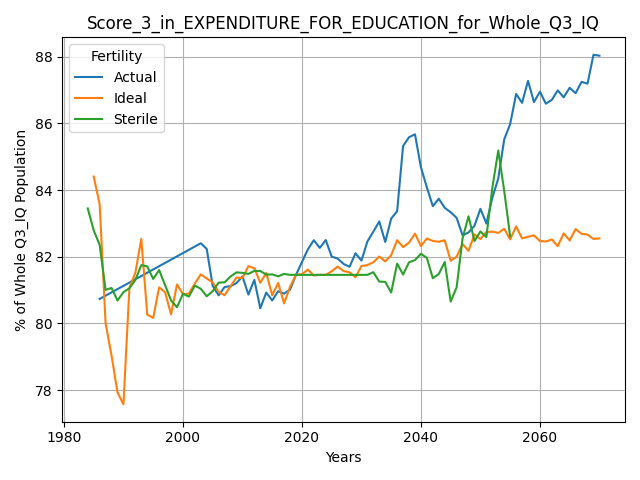 Score_3_in_EXPENDITURE_FOR_EDUCATION_for_Whole_Q3_IQ
Fertility
Actual
Ideal
Sterile
% of Whole Q3_IQ Population
88
86
84
82
80
78
1980 2000 2020 2040 2060
Years